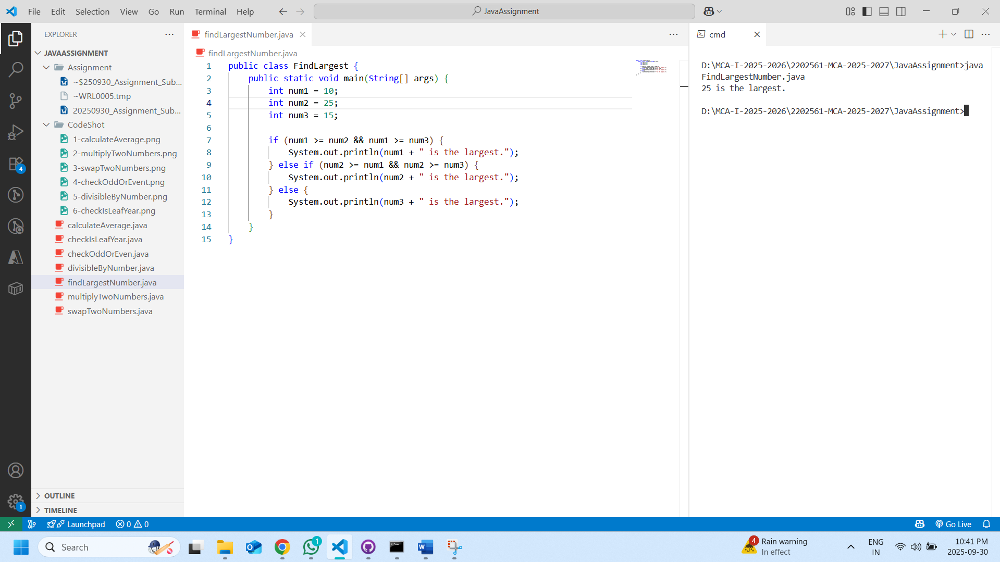 File Edit Selection View Go Run Terminal Help
JavaAssignment
EXPLORER
JAVAASSIGNMENT
Assignment
~$250930_Assignment_Sub...
~WRL0005.tmp
20250930_Assignment_Sub...
CodeShot
1-calculateAverage.png
2-multiplyTwoNumbers.png
3-swapTwoNumbers.png
4-checkOddOrEvent.png
5-divisibleByNumber.png
6-checkIsLeafYear.png
calculateAverage.java
checkIsLeafYear.java
checkOddOrEven.java
divisibleByNumber.java
findLargestNumber.java
multiplyTwoNumbers.java
swapTwoNumbers.java
OUTLINE
TIMELINE
4
1
findLargestNumber.java
findLargestNumber.java
1 public class FindLargest {
2 public static void main(String[] args) {
3 int num1 = 10;
4 int num2 = 25;
5 int num3 = 15;
6
7 if (num1 >= num2 && num1 >= num3) {
8 System.out.println(num1 + " is the largest.");
9 } else if (num2 >= num1 && num2 >= num3) {
10 System.out.println(num2 + " is the largest.");
11 } else {
12 System.out.println(num3 + " is the largest.");
13 }
14 }
15 }
cmd
D:\MCA-I-2025-2026\2202561-MCA-2025-2027\JavaAssignment>java
FindLargestNumber.java
25 is the largest.
D:\MCA-I-2025-2026\2202561-MCA-2025-2027\JavaAssignment>
Launchpad 0 0
Go Live
Search
1
4
Rain warning
In effect
ENG
IN
10:41 PM
2025-09-30